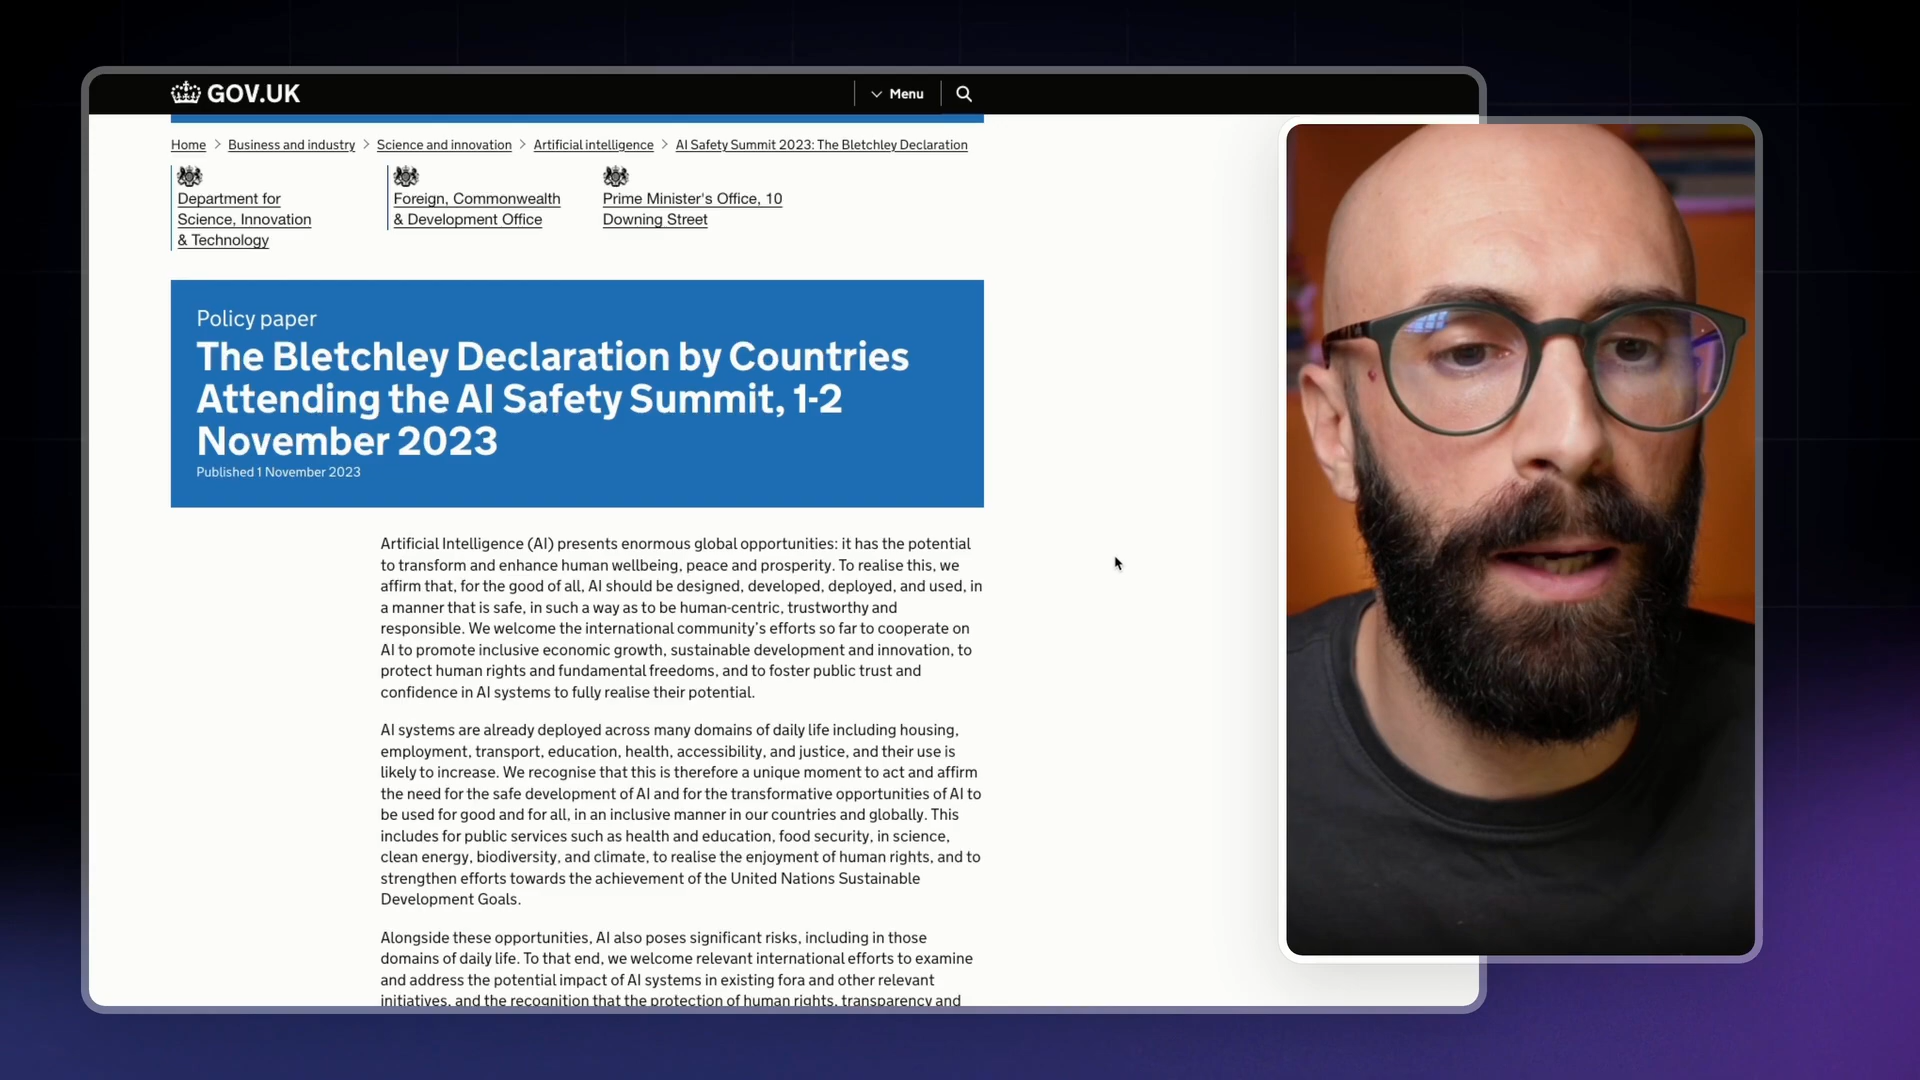 GOV.UK
Menu
Home > Business and industry > Science and innovation > Artificial intelligence > AI Safety Summit 2023: The Bletchley Declaration
Department for
Science, Innovation
& Technology
Foreign, Commonwealth
& Development Office
Prime Minister's Office, 10
Downing Street
Policy paper
The Bletchley Declaration by Countries
Attending the AI Safety Summit, 1-2
November 2023
Published 1 November 2023
Artificial Intelligence (AI) presents enormous global opportunities: it has the potential
to transform and enhance human wellbeing, peace and prosperity. To realise this, we
affirm that, for the good of all, AI should be designed, developed, deployed, and used, in
a manner that is safe, in such a way as to be human-centric, trustworthy and
responsible. We welcome the international community's efforts so far to cooperate on
AI to promote inclusive economic growth, sustainable development and innovation, to
protect human rights and fundamental freedoms, and to foster public trust and
confidence in AI systems to fully realise their potential.
AI systems are already deployed across many domains of daily life including housing,
employment, transport, education, health, accessibility, and justice, and their use is
likely to increase. We recognise that this is therefore a unique moment to act and affirm
the need for the safe development of AI and for the transformative opportunities of AI to
be used for good and for all, in an inclusive manner in our countries and globally. This
includes for public services such as health and education, food security, in science,
clean energy, biodiversity, and climate, to realise the enjoyment of human rights, and to
strengthen efforts towards the achievement of the United Nations Sustainable
Development Goals.
Alongside these opportunities, AI also poses significant risks, including in those
domains of daily life. To that end, we welcome relevant international efforts to examine
and address the potential impact of AI systems in existing fora and other relevant
initiatives, and the recognition that the protection of human rights, transparency and